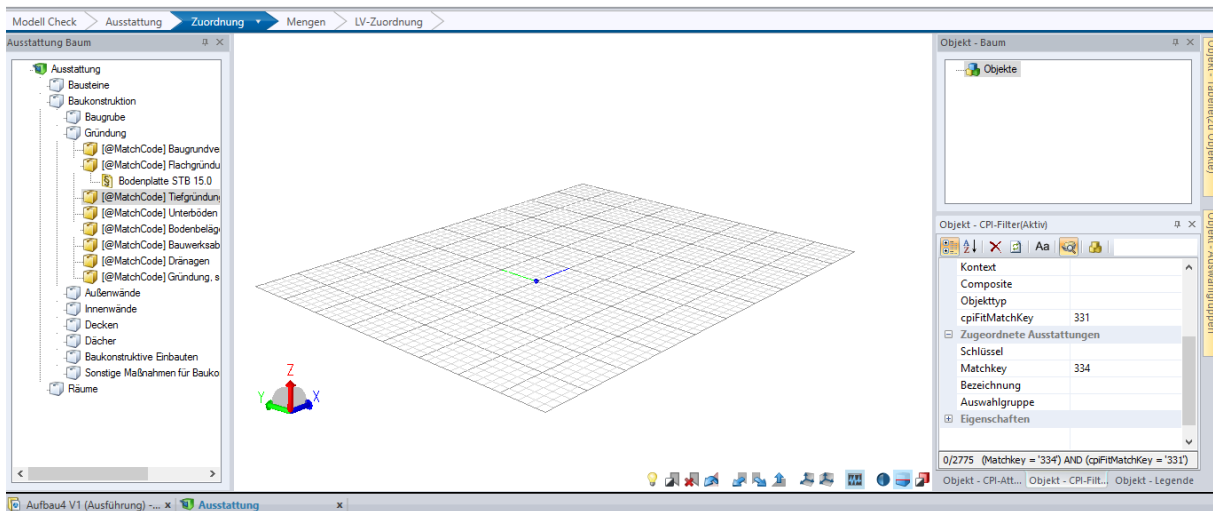 Modell Check Ausstattung Zuordnung Mengen LV-Zuordnung
Ausstattung Baum
Ausstattung
Bausteine
Baukonstruktion
Baugrube
Gründung
[@MatchCode] Baugrundve
[@MatchCode] Flachgründu
§ Bodenplatte STB 15.0
[@MatchCode] Tiefgründung
[@MatchCode] Unterböden
[@MatchCode] Bodenbeläg
[@MatchCode] Bauwerksab
[@MatchCode] Dränagen
[@MatchCode] Gründung, s
Außenwände
Innenwände
Decken
Dächer
Baukonstruktive Einbauten
Sonstige Maßnahmen für Bauko
Räume
Z
Y
X
Objekt - Baum
Objekte
Objekt - CPI-Filter(Aktiv)
Aa
Kontext
Composite
Objekttyp
cpiFitMatchKey 331
Zugeordnete Ausstattungen
Schlüssel
Matchkey 334
Bezeichnung
Auswahlgruppe
Eigenschaften
0/2775 (Matchkey = '334') AND (cpiFitMatchKey = '331')
Objekt - CPI-Att... Objekt - CPI-Filt... Objekt - Legende
Objekt - Auswahlgruppen
Aufbau4 V1 (Ausführung) -... x Ausstattung x